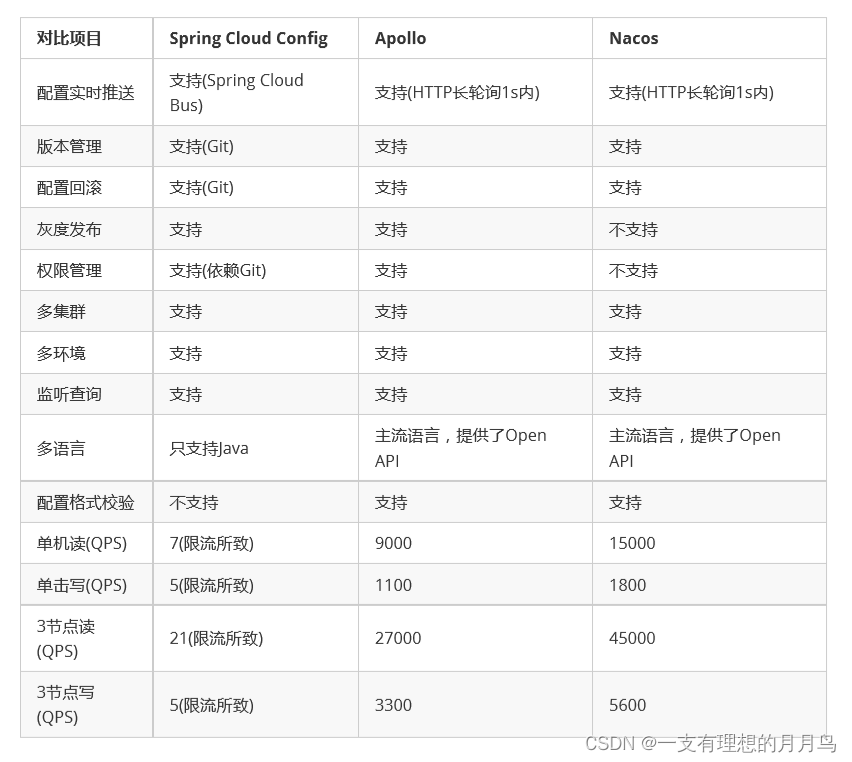 对比项目 Spring Cloud Config Apollo Nacos
配置实时推送 支持(Spring Cloud Bus) 支持(HTTP长轮询1s内) 支持(HTTP长轮询1s内)
版本管理 支持(Git) 支持 支持
配置回滚 支持(Git) 支持 支持
灰度发布 支持 支持 不支持
权限管理 支持(依赖Git) 支持 不支持
多集群 支持 支持 支持
多环境 支持 支持 支持
监听查询 支持 支持 支持
多语言 只支持Java 主流语言，提供了Open API 主流语言，提供了Open API
配置格式校验 不支持 支持 支持
单机读(QPS) 7(限流所致) 9000 15000
单击写(QPS) 5(限流所致) 1100 1800
3节点读(QPS) 21(限流所致) 27000 45000
3节点写(QPS) 5(限流所致) 3300 5600
CSDN @一支有理想的月月鸟